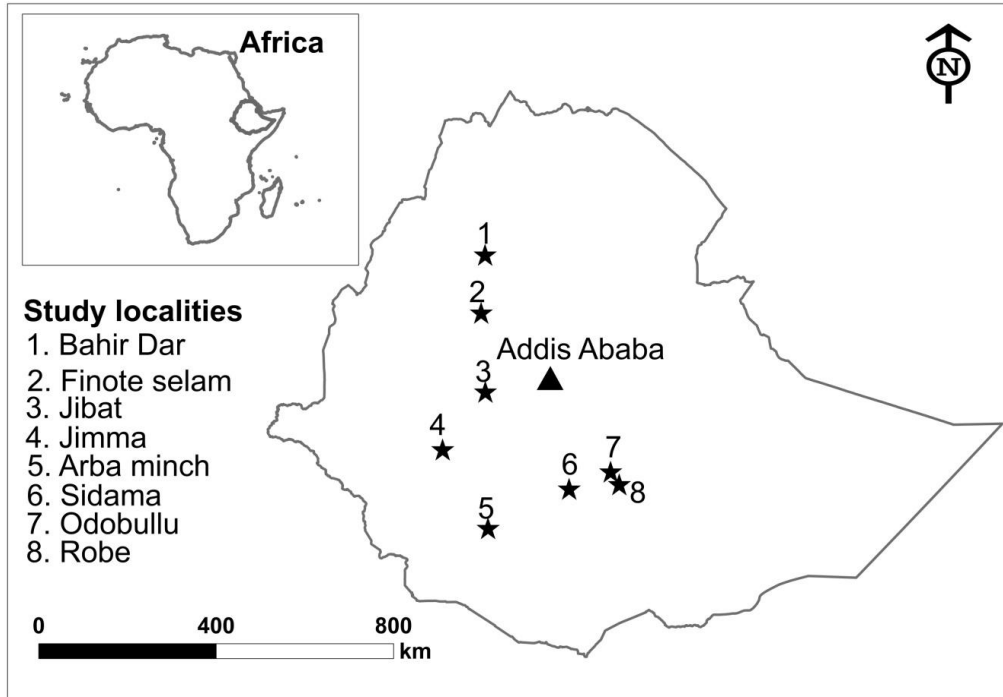 Africa
N
1
2
Addis Ababa
3
4
5
6
7
8
Study localities
1. Bahir Dar
2. Finote selam
3. Jibat
4. Jimma
5. Arba minch
6. Sidama
7. Odobullu
8. Robe
0 400 800
km